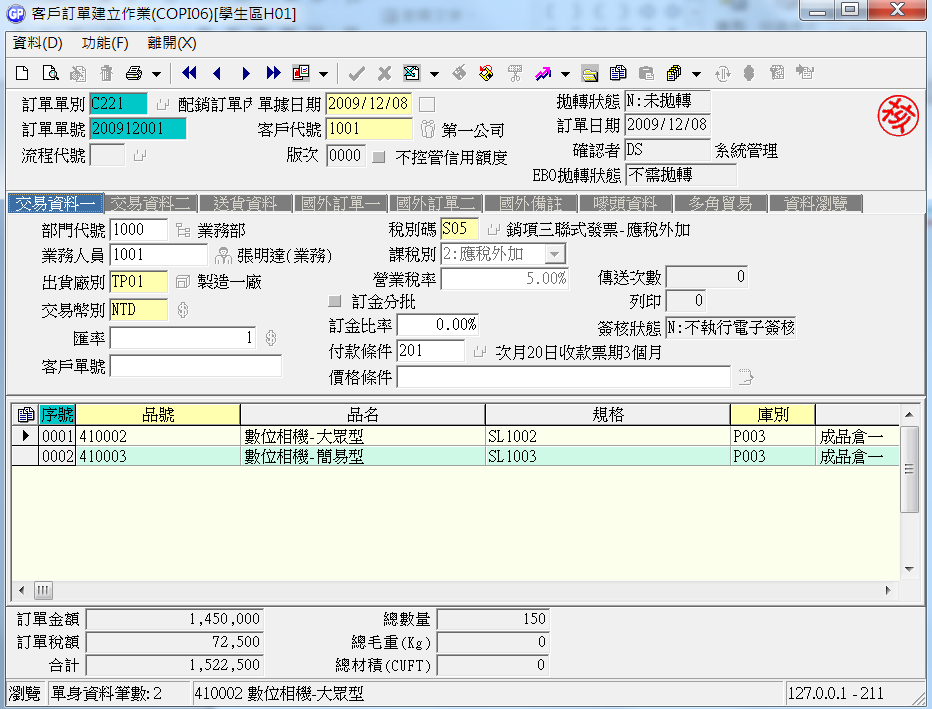 GP 客戶訂單建立作業(COPI06)[學生區H01]
資料(D) 功能(F) 離開(X)
訂單單別 C221 配銷訂單內 單據日期 2009/12/08 拋轉狀態 N:未拋轉
訂單單號 200912001 客戶代號 1001 第一公司 訂單日期 2009/12/08
流程代號 版次 0000 不控管信用額度 確認者 DS 系統管理
EBO拋轉狀態 不需拋轉
交易資料一 交易資料二 送貨資料 國外訂單一 國外訂單二 國外備註 嘜頭資料 多角貿易 資料瀏覽
部門代號 1000 業務部 稅別碼 S05 銷項三聯式發票-應稅外加
業務人員 1001 張明達(業務) 課稅別 2:應稅外加
出貨廠別 TP01 製造一廠 營業稅率 5.00% 傳送次數 0
交易幣別 NTD 訂金分批 列印 0
匯率 1 訂金比率 0.00% 簽核狀態 N:不執行電子簽核
客戶單號 付款條件 201 次月20日收款票期3個月
價格條件
序號 品號 品名 規格 庫別
0001 410002 數位相機-大眾型 SL1002 P003 成品倉一
0002 410003 數位相機-簡易型 SL1003 P003 成品倉一
訂單金額 1,450,000 總數量 150
訂單稅額 72,500 總毛重(Kg) 0
合計 1,522,500 總材積(CUFT) 0
瀏覽 單身資料筆數: 2 410002 數位相機-大眾型 127.0.0.1 - 211